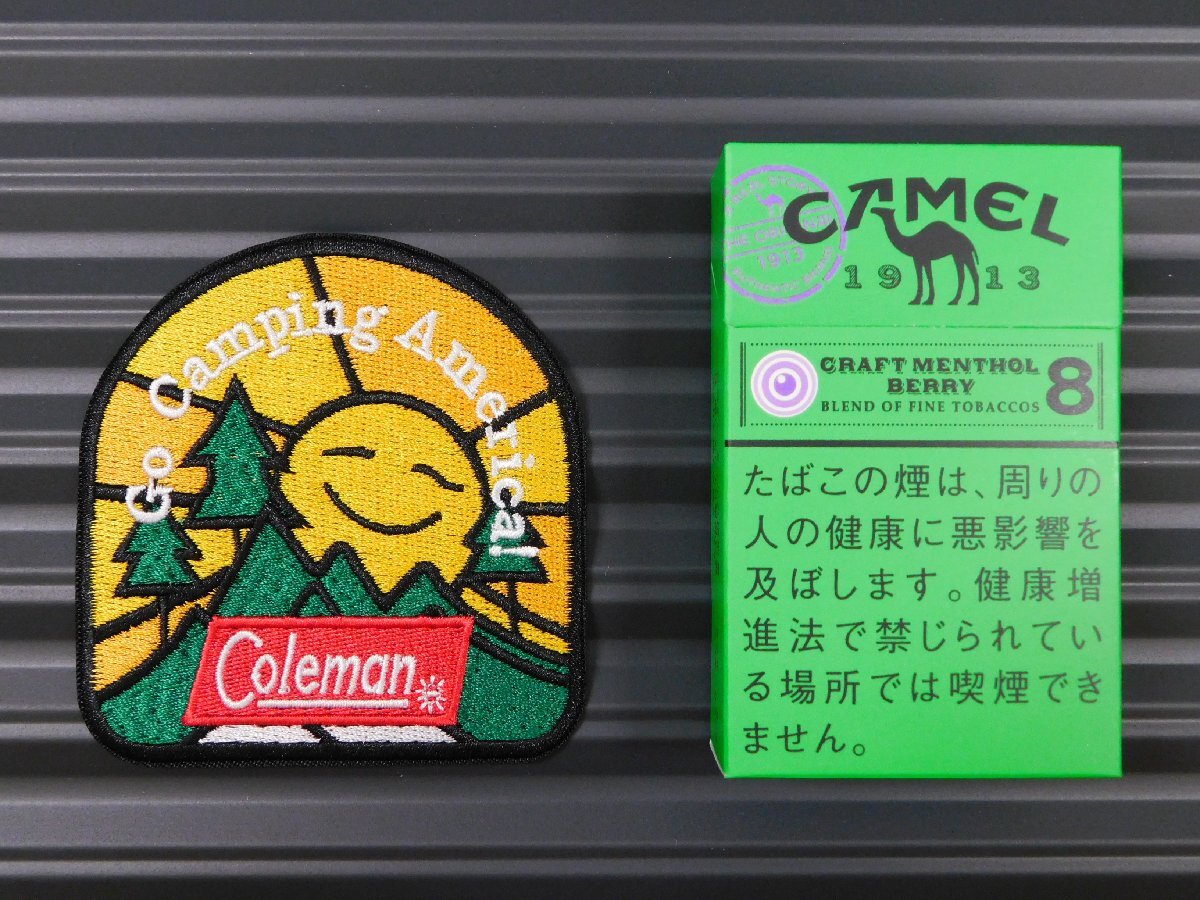 Go Camping America!
Coleman
CAMEL
1913
1913
CRAFT MENTHOL
BERRY
BLEND OF FINE TOBACCOS
8
たばこの煙は、周りの
人の健康に悪影響を
及ぼします。健康増
進法で禁じられてい
る場所では喫煙でき
ません。